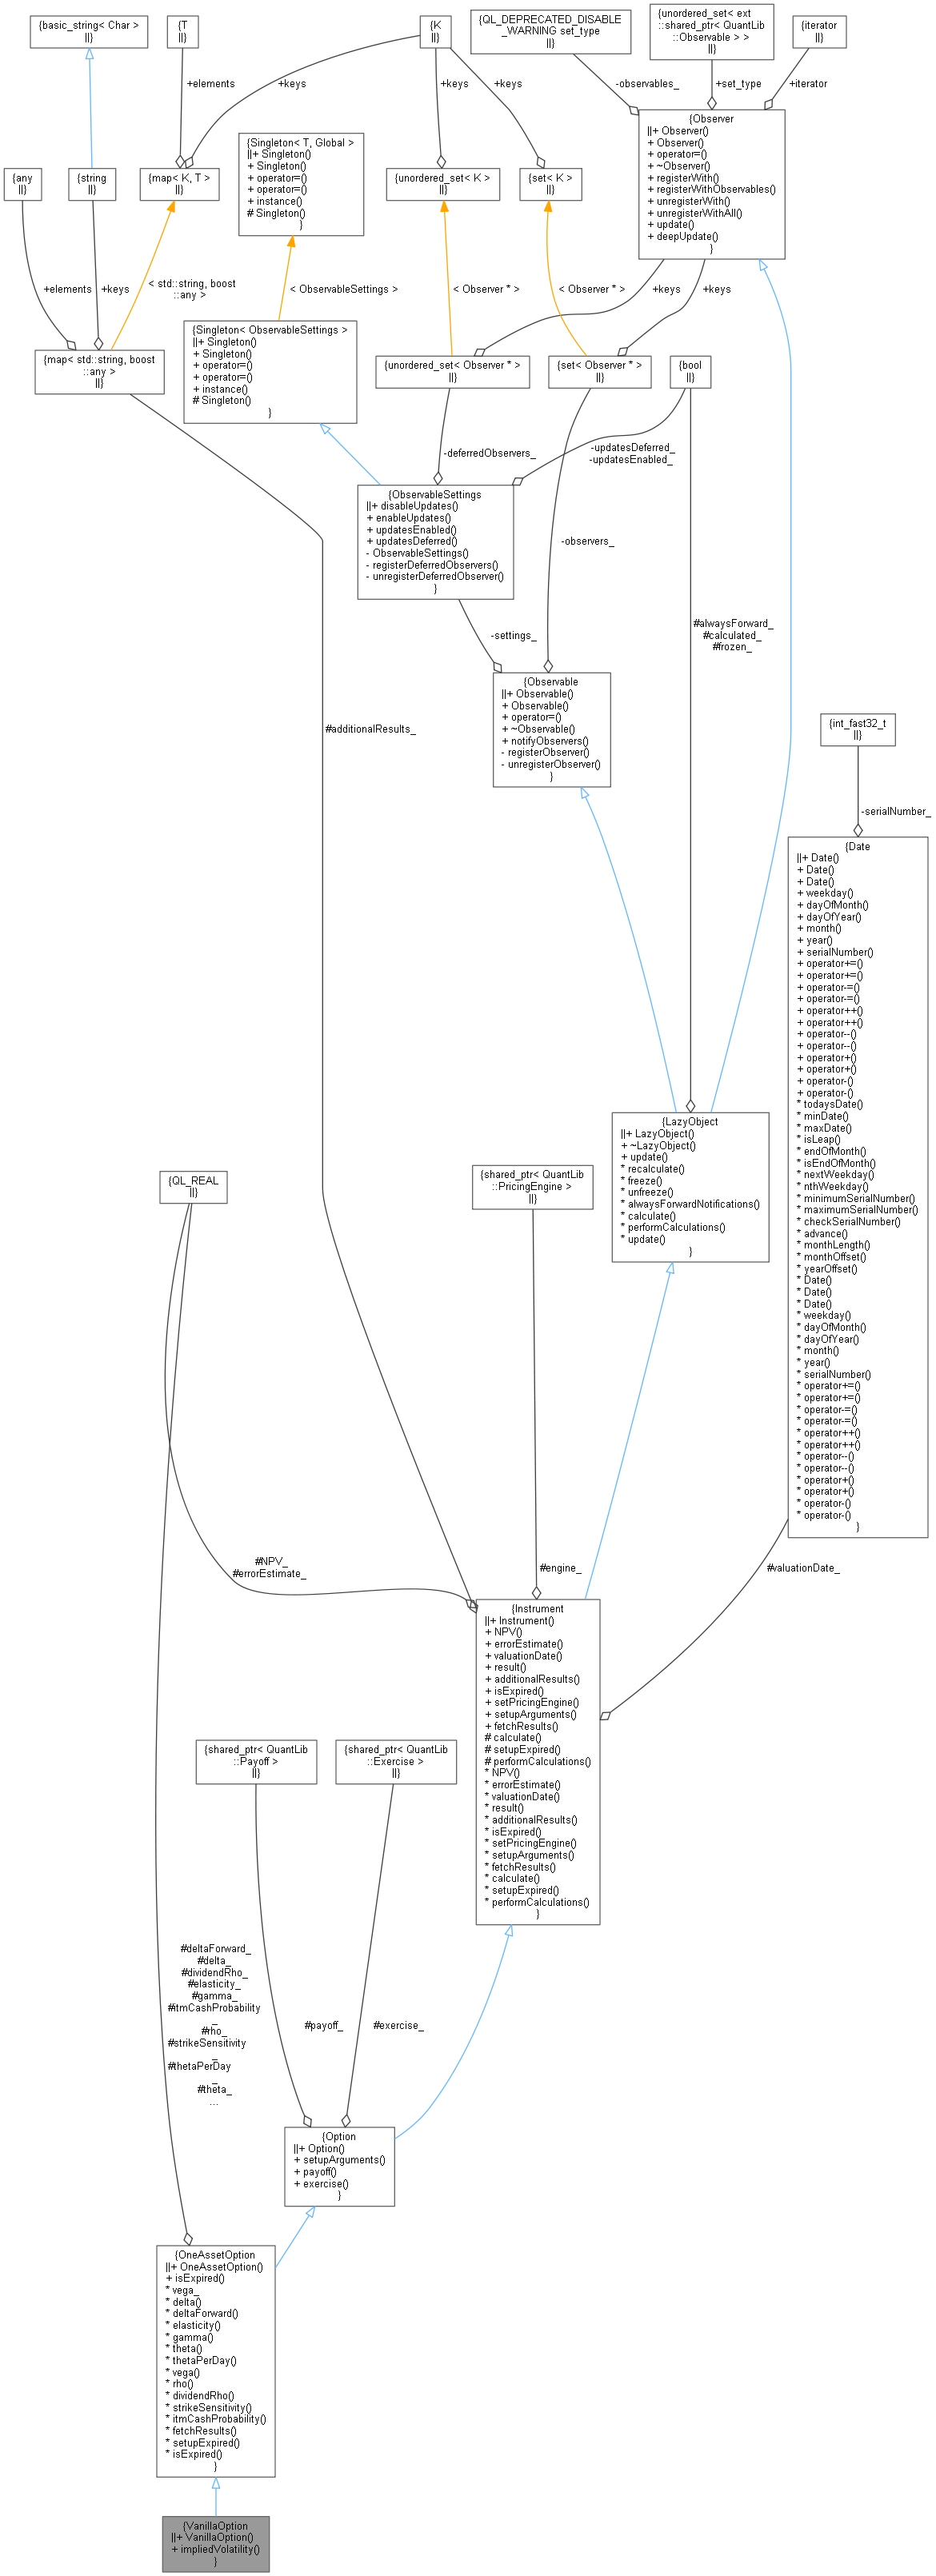 {basic_string< Char >
||}
{T
||}
{K
||}
{QL_DEPRECATED_DISABLE
_WARNING set_type
||}
{unordered_set< ext
::shared_ptr< QuantLib
::Observable > >
||}
{iterator
||}
+elements
+keys
+keys
+keys
-observables_
+set_type
+iterator
{any
||}
{string
||}
{map< K, T >
||}
{Singleton< T, Global >
||+ Singleton()
+ Singleton()
+ operator=()
+ operator=()
+ instance()
# Singleton()
}
{unordered_set< K >
||}
{set< K >
||}
{Observer
||+ Observer()
+ Observer()
+ operator=()
+ ~Observer()
+ registerWith()
+ registerWithObservables()
+ unregisterWith()
+ unregisterWithAll()
+ update()
+ deepUpdate()
}
+elements
+keys
< std::string, boost
::any >
< ObservableSettings >
< Observer * >
< Observer * >
+keys
+keys
{map< std::string, boost
::any >
||}
{Singleton< ObservableSettings >
||+ Singleton()
+ Singleton()
+ operator=()
+ operator=()
+ instance()
# Singleton()
}
{unordered_set< Observer * >
||}
{set< Observer * >
||}
{bool
||}
-deferredObservers_
-updatesDeferred_
-updatesEnabled_
{ObservableSettings
||+ disableUpdates()
+ enableUpdates()
+ updatesEnabled()
+ updatesDeferred()
- ObservableSettings()
- registerDeferredObservers()
- unregisterDeferredObserver()
}
-observers_
-settings_
#alwaysForward_
#calculated_
#frozen_
{Observable
||+ Observable()
+ Observable()
+ operator=()
+ ~Observable()
+ notifyObservers()
- registerObserver()
- unregisterObserver()
}
#additionalResults_
{int_fast32_t
||}
-serialNumber_
{Date
||+ Date()
+ Date()
+ Date()
+ weekday()
+ dayOfMonth()
+ dayOfYear()
+ month()
+ year()
+ serialNumber()
+ operator+=()
+ operator+=()
+ operator-=()
+ operator-=()
+ operator++()
+ operator++()
+ operator--()
+ operator--()
+ operator+()
+ operator+()
+ operator-()
+ operator-()
* todaysDate()
* minDate()
* maxDate()
* isLeap()
* endOfMonth()
* isEndOfMonth()
* nextWeekday()
* nthWeekday()
* minimumSerialNumber()
* maximumSerialNumber()
* checkSerialNumber()
* advance()
* monthLength()
* monthOffset()
* yearOffset()
* Date()
* Date()
* Date()
* weekday()
* dayOfMonth()
* dayOfYear()
* month()
* year()
* serialNumber()
* operator+=()
* operator+=()
* operator-=()
* operator-=()
* operator++()
* operator++()
* operator--()
* operator--()
* operator+()
* operator+()
* operator-()
* operator-()
}
{LazyObject
||+ LazyObject()
+ ~LazyObject()
+ update()
* recalculate()
* freeze()
* unfreeze()
* alwaysForwardNotifications()
* calculate()
* performCalculations()
* update()
}
{QL_REAL
||}
{shared_ptr< QuantLib
::PricingEngine >
||}
#NPV_
#errorEstimate_
#engine_
#valuationDate_
{Instrument
||+ Instrument()
+ NPV()
+ errorEstimate()
+ valuationDate()
+ result()
+ additionalResults()
+ isExpired()
+ setPricingEngine()
+ setupArguments()
+ fetchResults()
# calculate()
# setupExpired()
# performCalculations()
* NPV()
* errorEstimate()
* valuationDate()
* result()
* additionalResults()
* isExpired()
* setPricingEngine()
* setupArguments()
* fetchResults()
* calculate()
* setupExpired()
* performCalculations()
}
{shared_ptr< QuantLib
::Payoff >
||}
{shared_ptr< QuantLib
::Exercise >
||}
#deltaForward_
#delta_
#dividendRho_
#elasticity_
#gamma_
#itmCashProbability
_
#rho_
#strikeSensitivity
_
#thetaPerDay
_
#theta_
...
#payoff_
#exercise_
{Option
||+ Option()
+ setupArguments()
+ payoff()
+ exercise()
}
{OneAssetOption
||+ OneAssetOption()
+ isExpired()
* vega_
* delta()
* deltaForward()
* elasticity()
* gamma()
* theta()
* thetaPerDay()
* vega()
* rho()
* dividendRho()
* strikeSensitivity()
* itmCashProbability()
* fetchResults()
* setupExpired()
* isExpired()
}
{VanillaOption
||+ VanillaOption()
+ impliedVolatility()
}